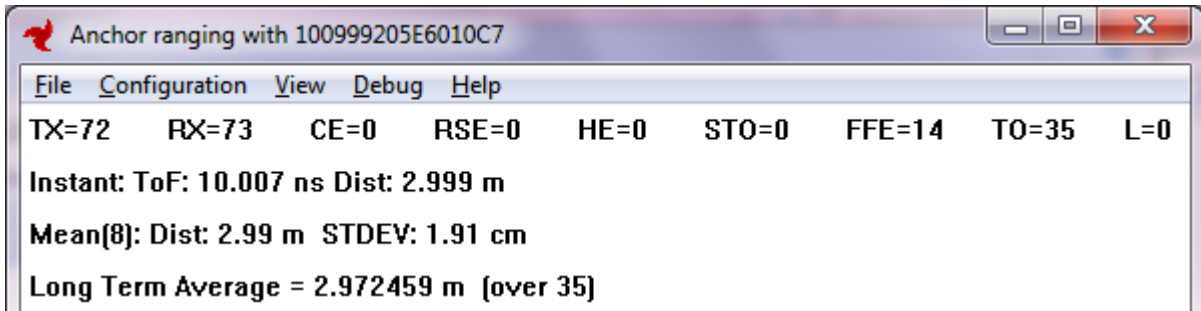 Anchor ranging with 100999205E6010C7
File Configuration View Debug Help
TX=72 RX=73 CE=0 RSE=0 HE=0 STO=0 FFE=14 TO=35 L=0
Instant: ToF: 10.007 ns Dist: 2.999 m
Mean(8): Dist: 2.99 m STDEV: 1.91 cm
Long Term Average = 2.972459 m (over 35)